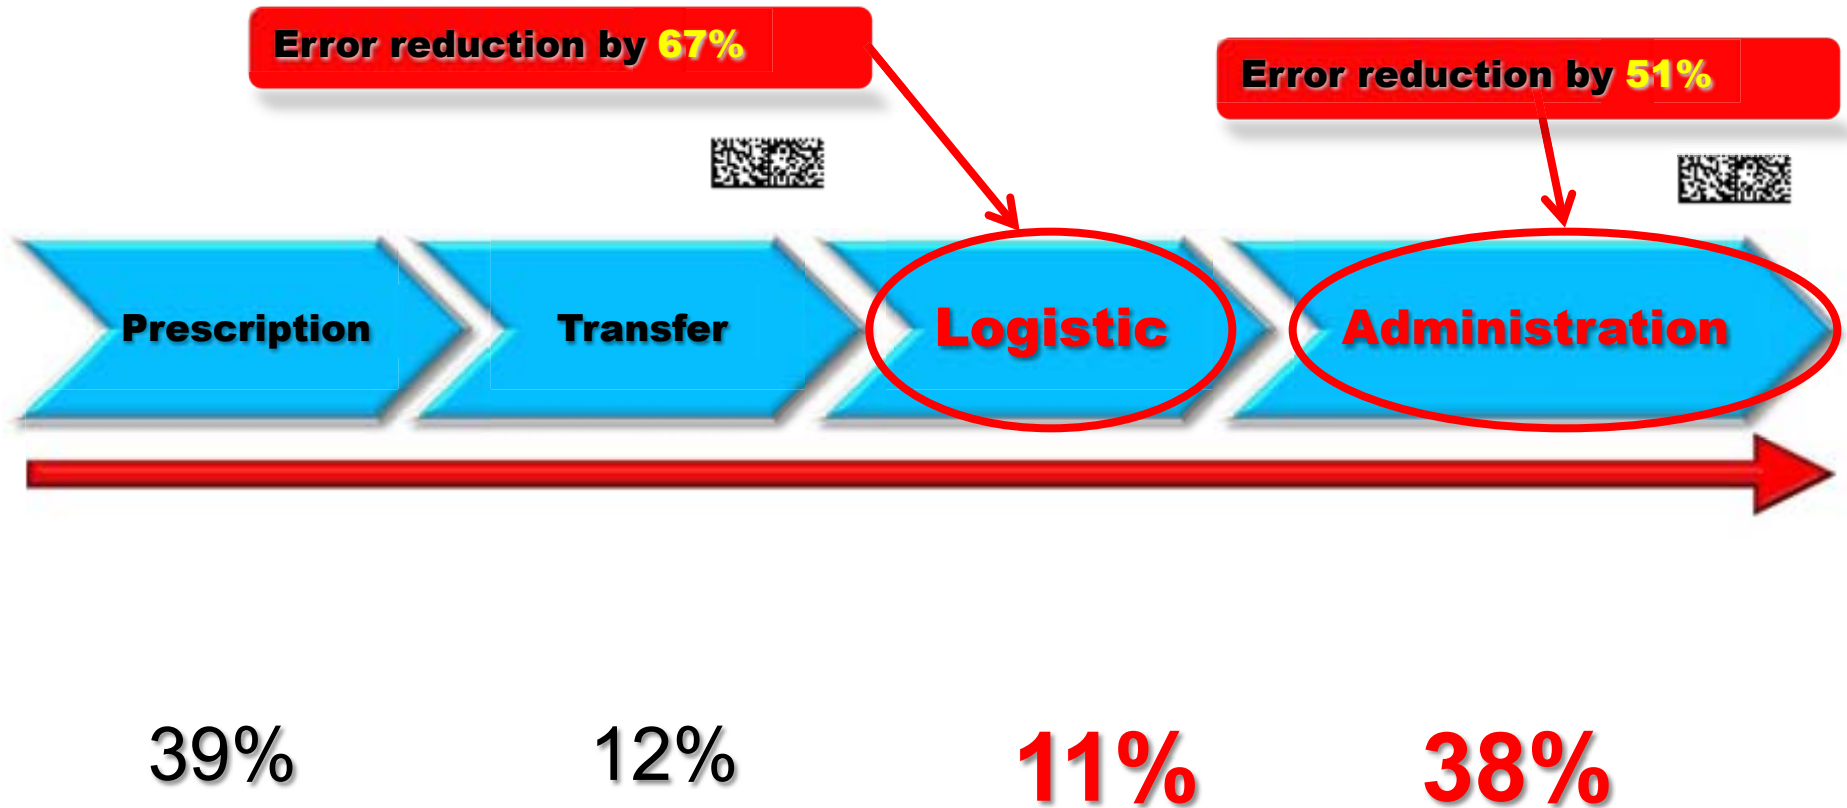 Error reduction by 67%
Error reduction by 51%
Prescription
Transfer
Logistic
Administration
39%
12%
11%
38%